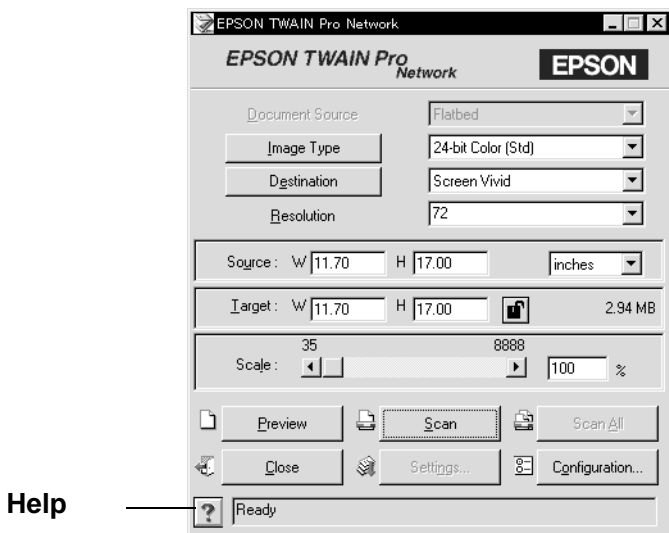 EPSON TWAIN Pro Network
EPSON TWAIN Pro
Network
EPSON
Document Source Flatbed
Image Type 24-bit Color (Std)
Destination Screen Vivid
Resolution 72
Source : W 11.70 H 17.00 inches
Target : W 11.70 H 17.00 2.94 MB
35 8888
Scale : 100 %
Preview Scan Scan All
Close Settings... Configuration...
Help ? Ready